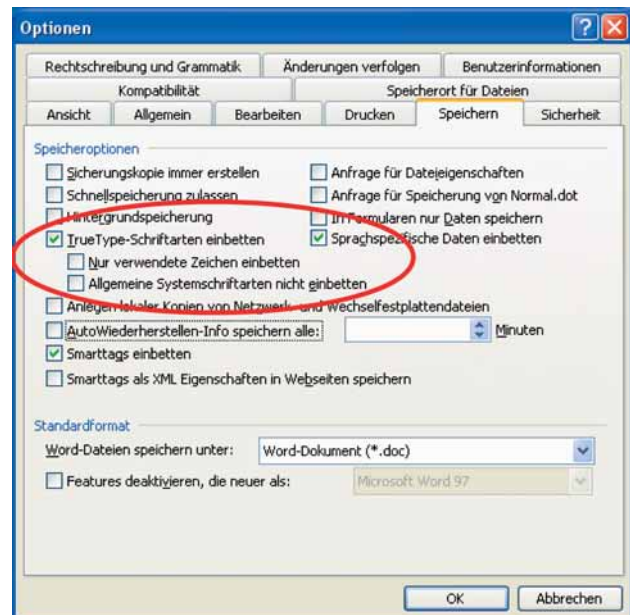 Optionen
Rechtschreibung und Grammatik Änderungen verfolgen Benutzerinformationen
Kompatibilität Speicherort für Dateien
Ansicht Allgemein Bearbeiten Drucken Speichern Sicherheit
Speicheroptionen
Sicherungskopie immer erstellen Anfrage für Dateieigenschaften
Schnellspeicherung zulassen Anfrage für Speicherung von Normal.dot
Hintergrundspeicherung In Formularen nur Daten speichern
TrueType-Schriftarten einbetten Sprachspezifische Daten einbetten
Nur verwendete Zeichen einbetten
Allgemeine Systemschriftarten nicht einbetten
Anlegen lokaler Kopien von Netzwerk- und Wechselfestplattendateien
AutoWiederherstellen-Info speichern alle: Minuten
Smarttags einbetten
Smarttags als XML Eigenschaften in Webseiten speichern
Standardformat
Word-Dateien speichern unter: Word-Dokument (*.doc)
Features deaktivieren, die neuer als: Microsoft Word 97
OK Abbrechen